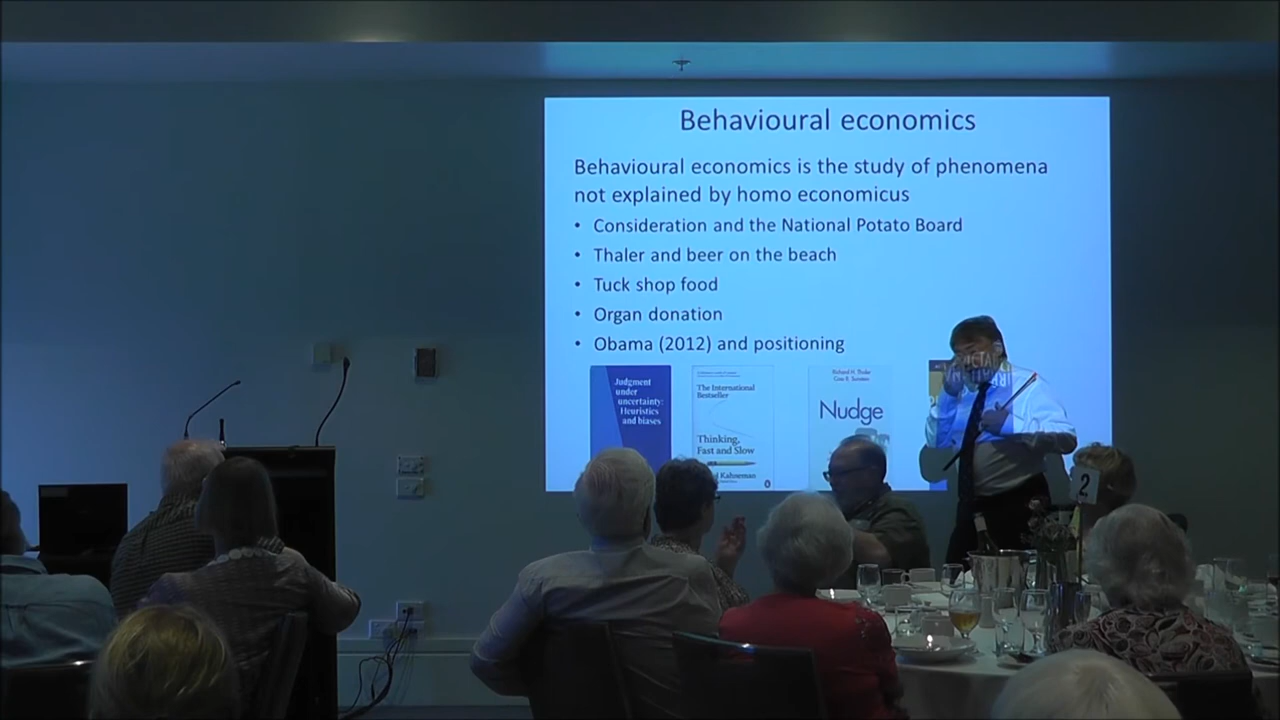 Behavioural economics
Behavioural economics is the study of phenomena
not explained by homo economicus
• Consideration and the National Potato Board
• Thaler and beer on the beach
• Tuck shop food
• Organ donation
• Obama (2012) and positioning
Judgment
under
uncertainty:
Heuristics
and biases
The International
Bestseller
Thinking,
Fast and Slow
Kahneman
Richard H. Thaler
Nudge
2